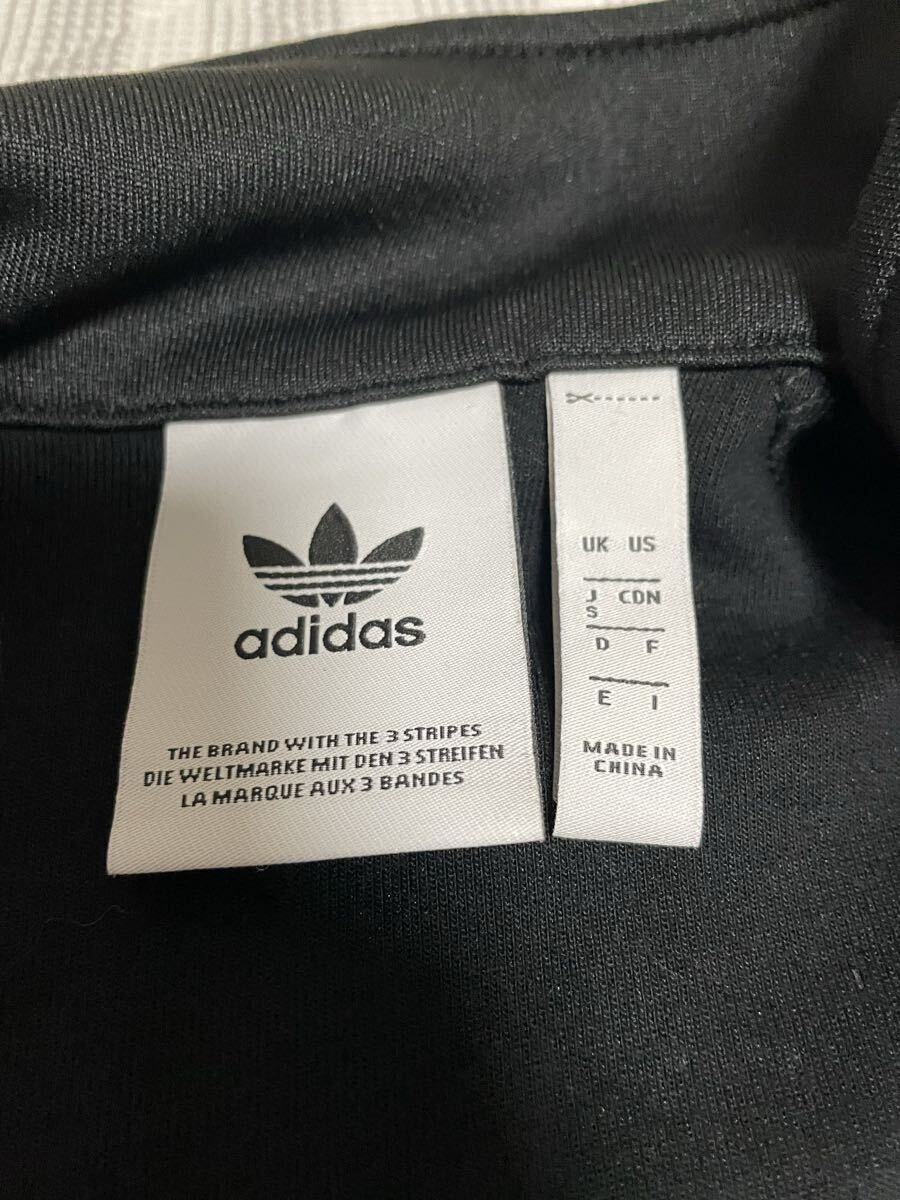 adidas
THE BRAND WITH THE 3 STRIPES
DIE WELTMARKE MIT DEN 3 STREIFEN
LA MARQUE AUX 3 BANDES
UK US
J CDN
S
D F
E I
MADE IN
CHINA